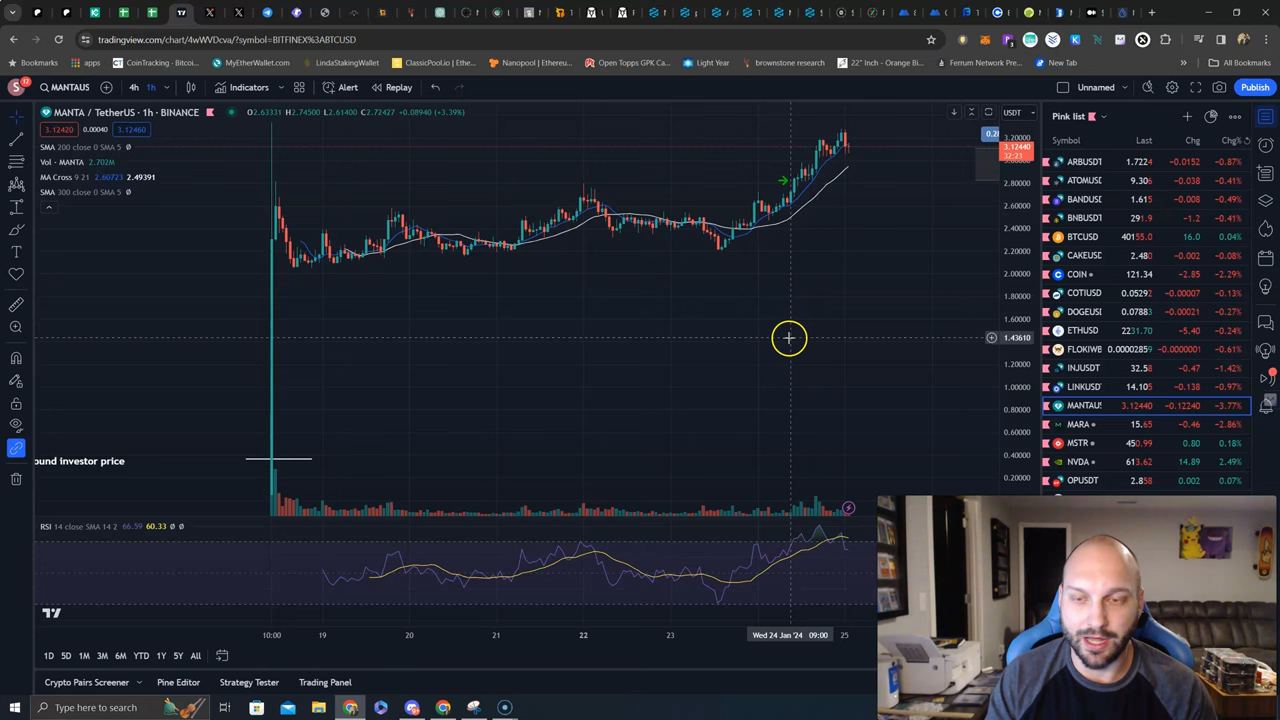 tradingview.com/chart/4wWVDcva/?symbol=BITFINEX%3ABTCUSD
Bookmarks
apps
CoinTracking - Bitcoi...
MyEtherWallet.com
LindaStakingWallet
ClassicPool.io | Ethe...
Nanopool | Ethereu...
Open Topps GPK Ca...
Light Year
brownstone research
22" Inch - Orange Bi...
Ferrum Network Pre...
New Tab
All Bookmarks
S
12
MANTAUS
4h
1h
Indicators
Alert
Replay
Unnamed
Publish
MANTA / TetherUS · 1h · BINANCE
O2.63331 H2.74500 L2.61400 C2.72427 +0.08940 (+3.39%)
3.12420
0.00040
3.12460
SMA 200 close 0 SMA 5 Ø
Vol · MANTA 2.702M
MA Cross 9 21 2.60723 2.49391
SMA 300 close 0 SMA 5 Ø
USDT
3.20000
3.12440
32:23
2.80000
2.60000
2.40000
2.20000
2.00000
1.80000
1.60000
1.43610
1.20000
1.00000
0.80000
0.60000
0.40000
0.20000
ound investor price
RSI 14 close SMA 14 2 66.59 60.33 Ø Ø
10:00
19
20
21
22
23
Wed 24 Jan '24 09:00
25
1D 5D 1M 3M 6M YTD 1Y 5Y All
Crypto Pairs Screener
Pine Editor
Strategy Tester
Trading Panel
Pink list
Symbol Last Chg Chg%
ARBUSDT 1.7224 −0.0152 −0.87%
ATOMUSD 9.306 −0.038 −0.41%
BANDUSD 1.615 −0.008 −0.49%
BNBUSDT 291.9 −1.2 −0.41%
BTCUSD 40155.0 16.0 0.04%
CAKEUSD 2.480 −0.002 −0.08%
COIN 121.34 −2.85 −2.29%
COTIUSD 0.05292 −0.00007 −0.13%
DOGEUSI 0.07883 −0.00021 −0.27%
ETHUSD 2231.70 −5.40 −0.24%
FLOKIWB 0.00002859 −0.0000001 −0.61%
INJUSDT 32.58 −0.47 −1.42%
LINKUSD 14.105 −0.138 −0.97%
MANTAUS 3.12440 −0.12240 −3.77%
MARA 15.65 −0.46 −2.86%
MSTR 450.99 0.80 0.18%
NVDA 613.62 14.89 2.49%
OPUSDT 2.858 0.002 0.07%
Type here to search